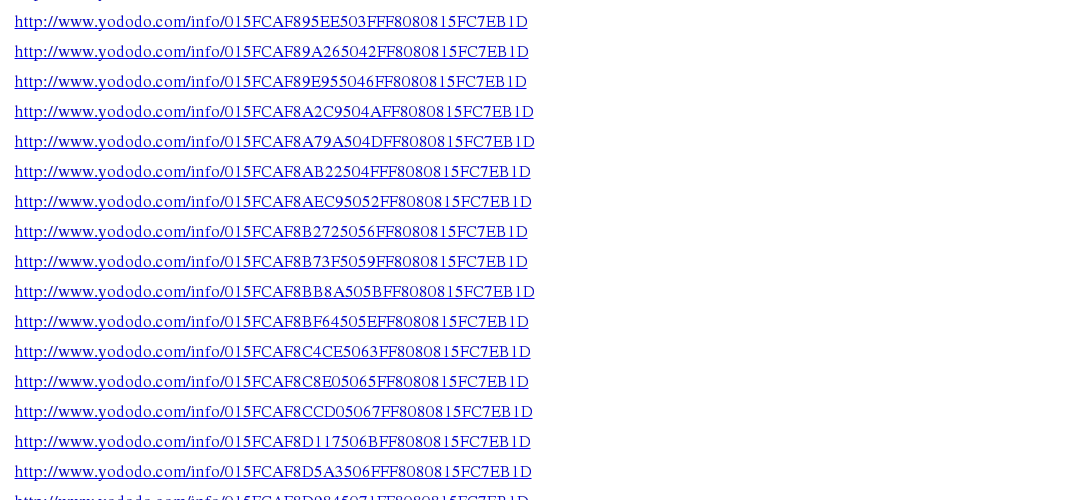 http://www.yododo.com/info/015FCAF895EE503FFF8080815FC7EB1D
http://www.yododo.com/info/015FCAF89A265042FF8080815FC7EB1D
http://www.yododo.com/info/015FCAF89E955046FF8080815FC7EB1D
http://www.yododo.com/info/015FCAF8A2C9504AFF8080815FC7EB1D
http://www.yododo.com/info/015FCAF8A79A504DFF8080815FC7EB1D
http://www.yododo.com/info/015FCAF8AB22504FFF8080815FC7EB1D
http://www.yododo.com/info/015FCAF8AEC95052FF8080815FC7EB1D
http://www.yododo.com/info/015FCAF8B2725056FF8080815FC7EB1D
http://www.yododo.com/info/015FCAF8B73F5059FF8080815FC7EB1D
http://www.yododo.com/info/015FCAF8BB8A505BFF8080815FC7EB1D
http://www.yododo.com/info/015FCAF8BF64505EFF8080815FC7EB1D
http://www.yododo.com/info/015FCAF8C4CE5063FF8080815FC7EB1D
http://www.yododo.com/info/015FCAF8C8E05065FF8080815FC7EB1D
http://www.yododo.com/info/015FCAF8CCD05067FF8080815FC7EB1D
http://www.yododo.com/info/015FCAF8D117506BFF8080815FC7EB1D
http://www.yododo.com/info/015FCAF8D5A3506FFF8080815FC7EB1D